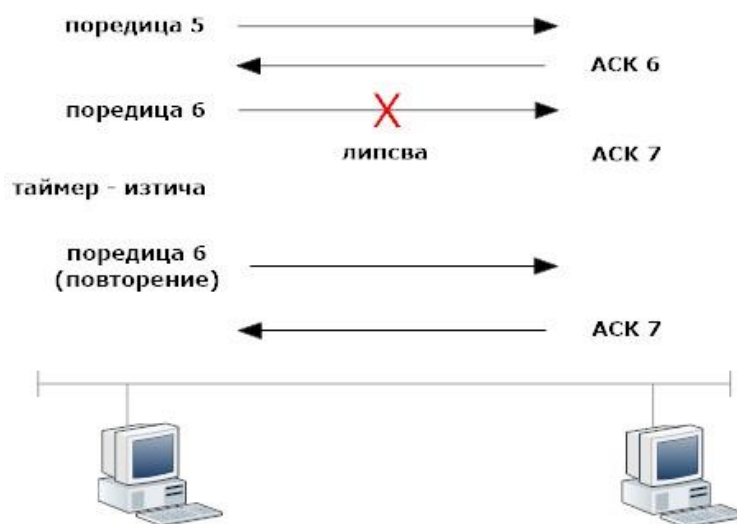 поредица 5
АСК 6
поредица 6
липсва
АСК 7
таймер - изтича
поредица 6
(повторение)
АСК 7